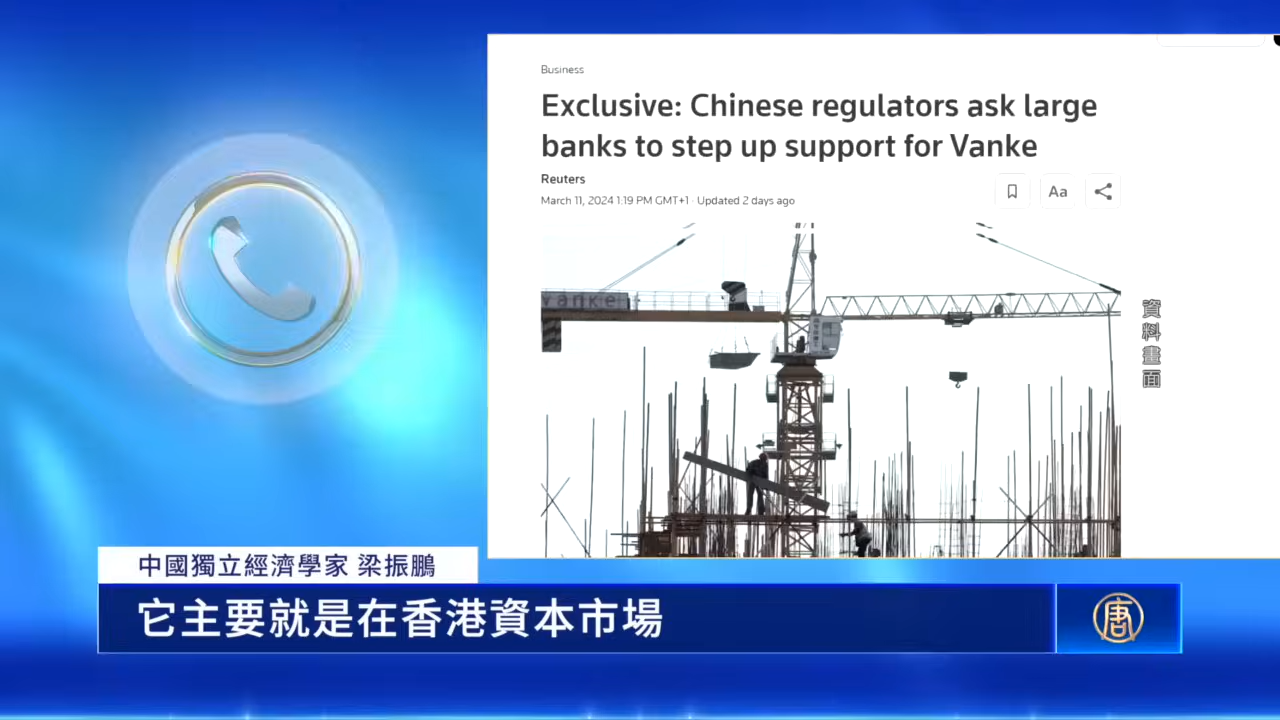 Business
Exclusive: Chinese regulators ask large
banks to step up support for Vanke
Reuters
March 11, 2024 1:19 PM GMT+1 · Updated 2 days ago
Aa
vanke
資料畫面
中國獨立經濟學家 梁振鵬
它主要就是在香港資本市場
唐